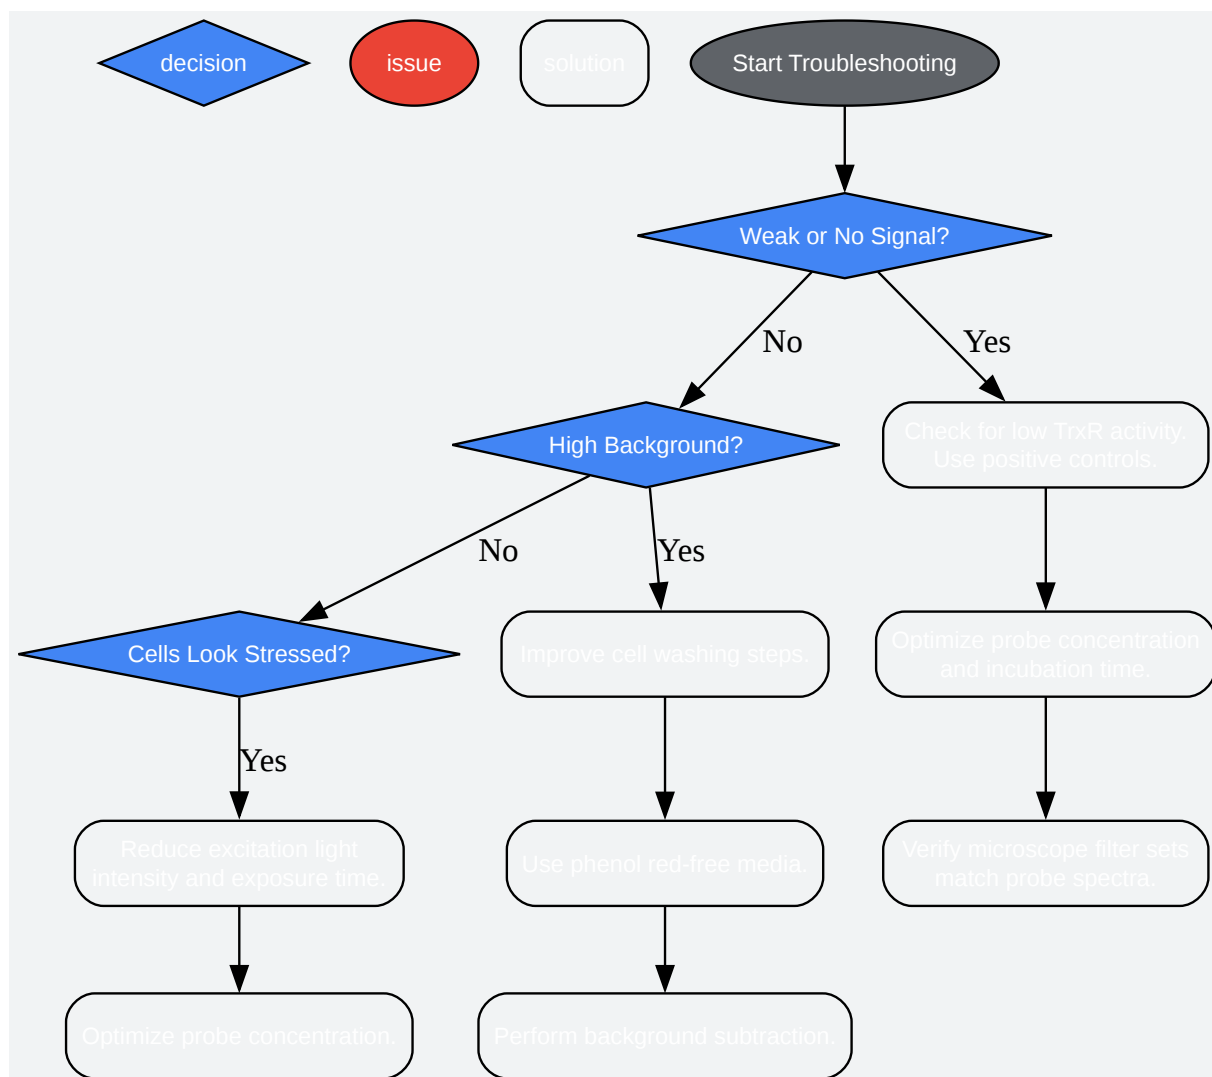 decision
issue
solution
Start Troubleshooting
Weak or No Signal?
No
Yes
High Background?
Check for low TrxR activity.
Use positive controls.
No
Yes
Cells Look Stressed?
Improve cell washing steps.
Optimize probe concentration
and incubation time.
Yes
Reduce excitation light
intensity and exposure time.
Use phenol red-free media.
Verify microscope filter sets
match probe spectra.
Optimize probe concentration.
Perform background subtraction.